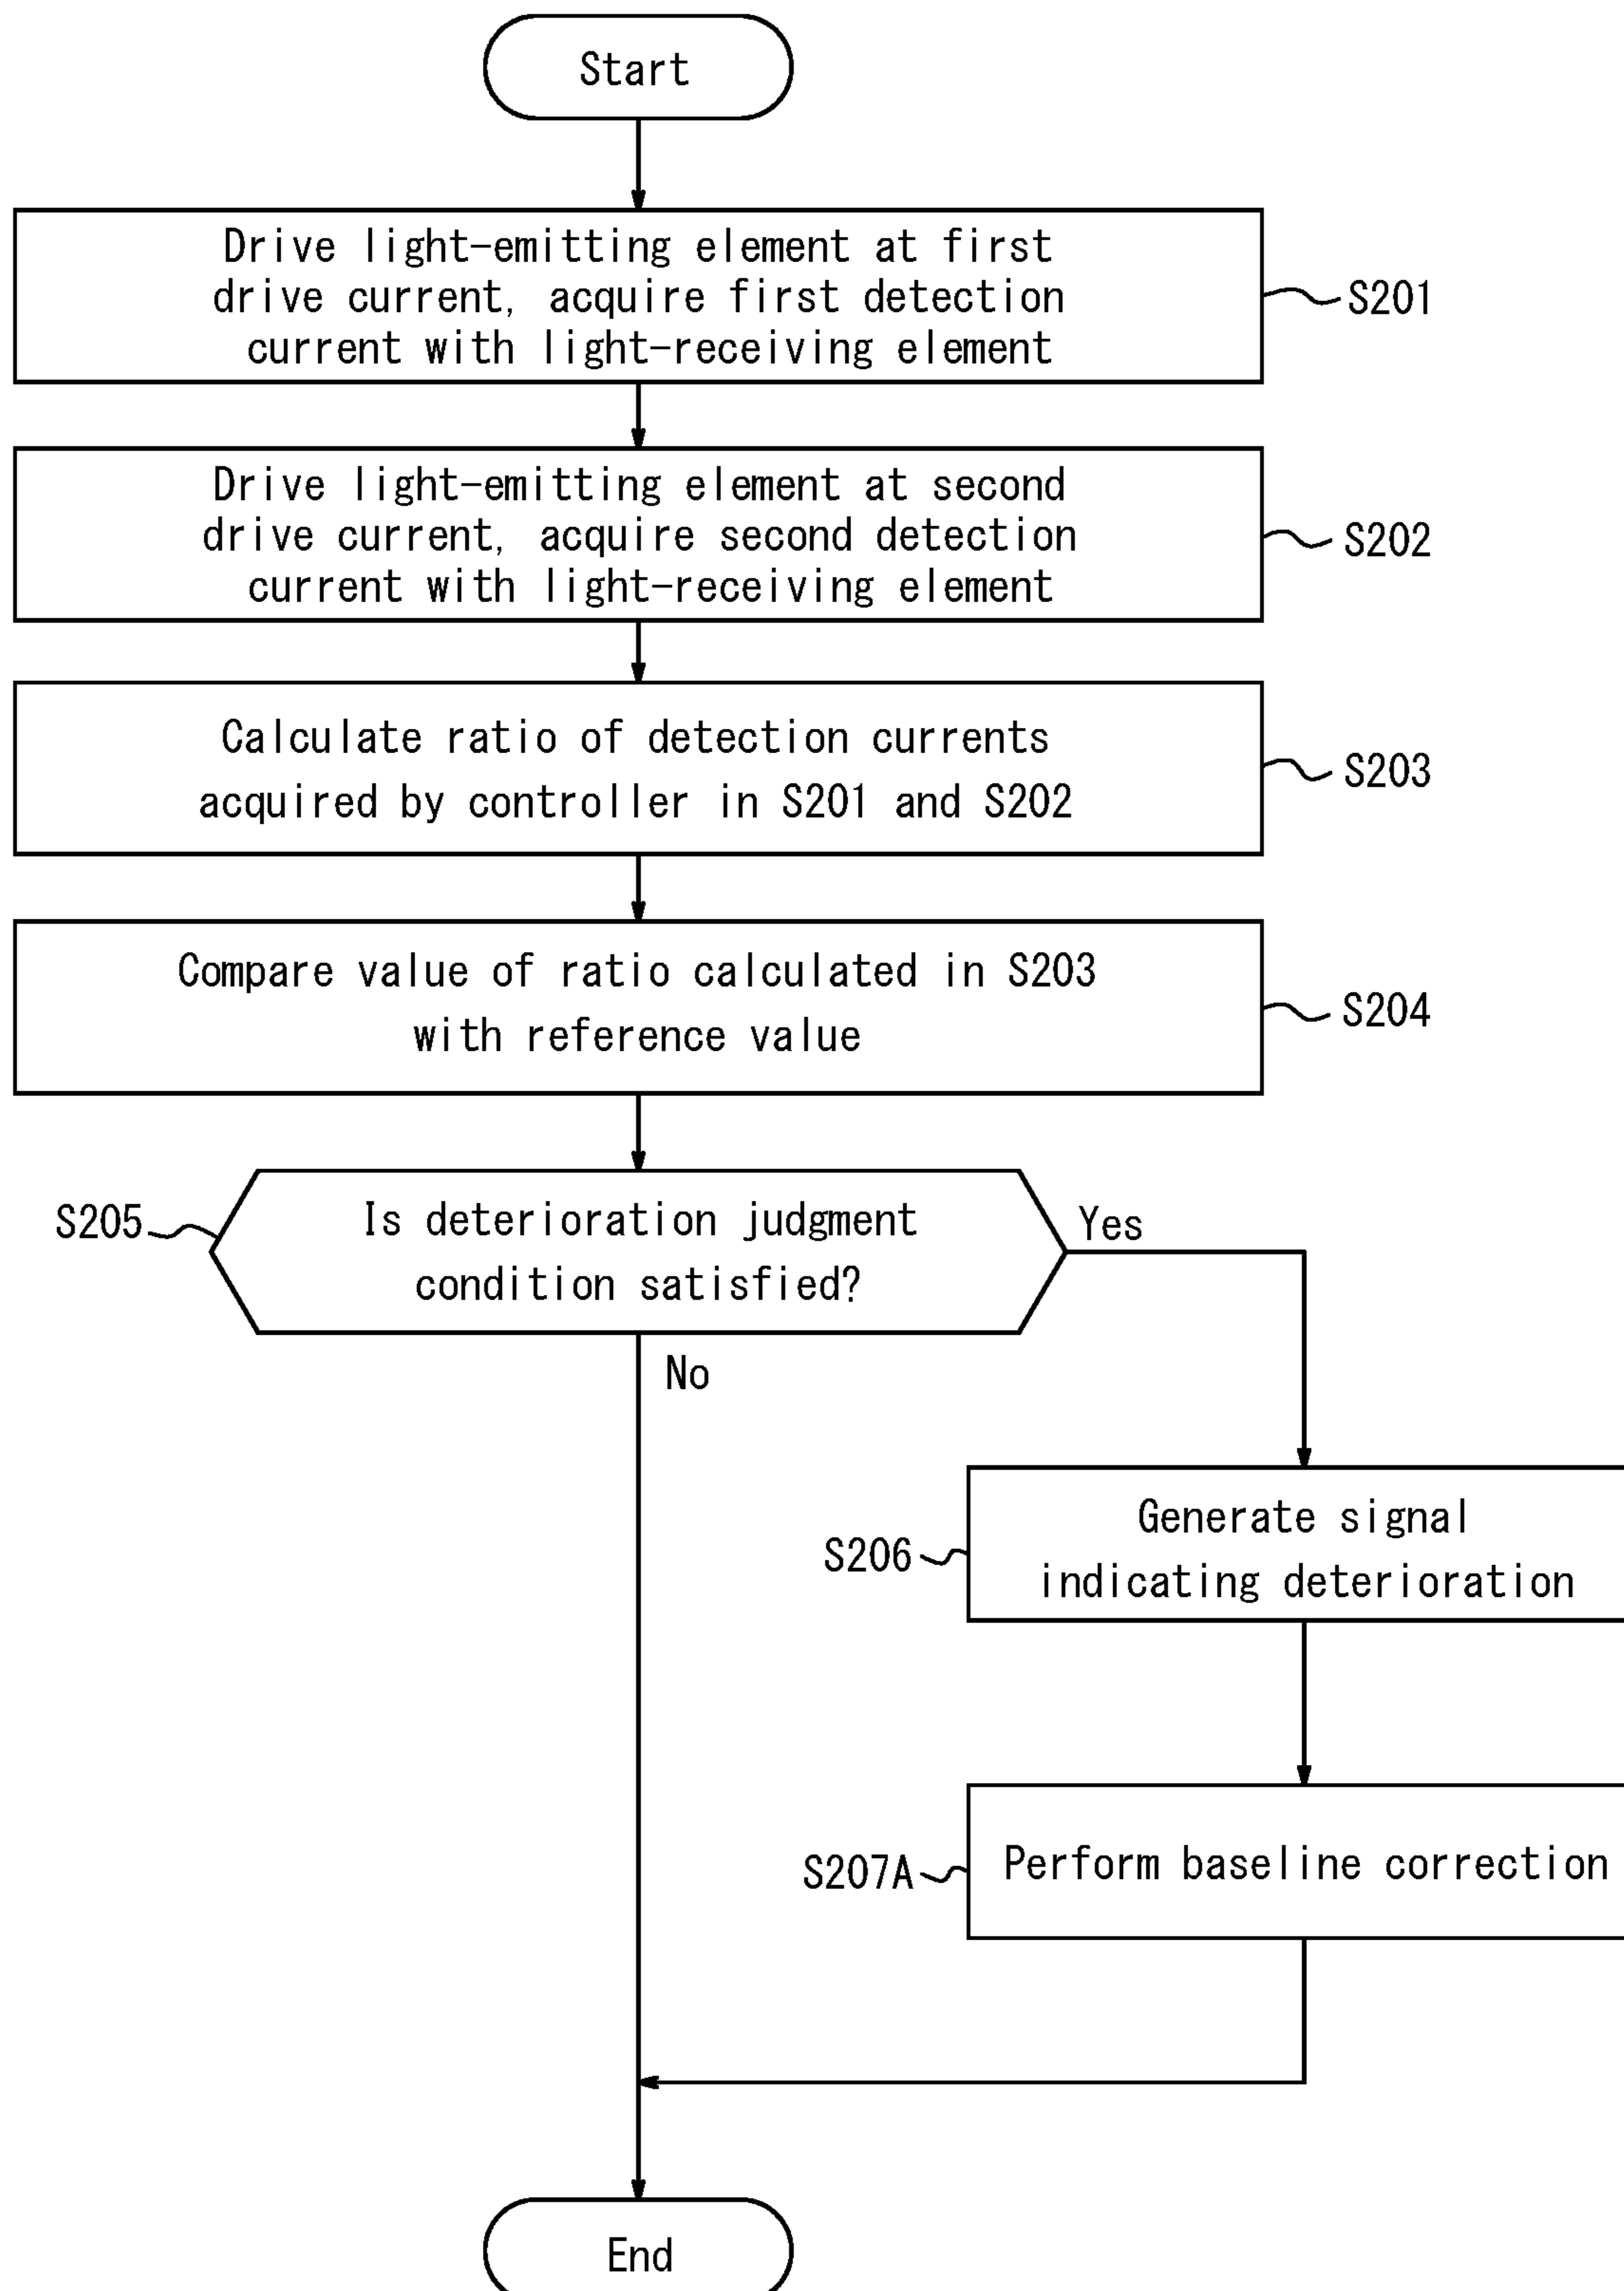 Start
Drive light-emitting element at first
drive current, acquire first detection
current with light-receiving element
S201
Drive light-emitting element at second
drive current, acquire second detection
current with light-receiving element
S202
Calculate ratio of detection currents
acquired by controller in S201 and S202
S203
Compare value of ratio calculated in S203
with reference value
S204
S205
Is deterioration judgment
condition satisfied?
Yes
No
Generate signal
indicating deterioration
S206
S207A
Perform baseline correction
End